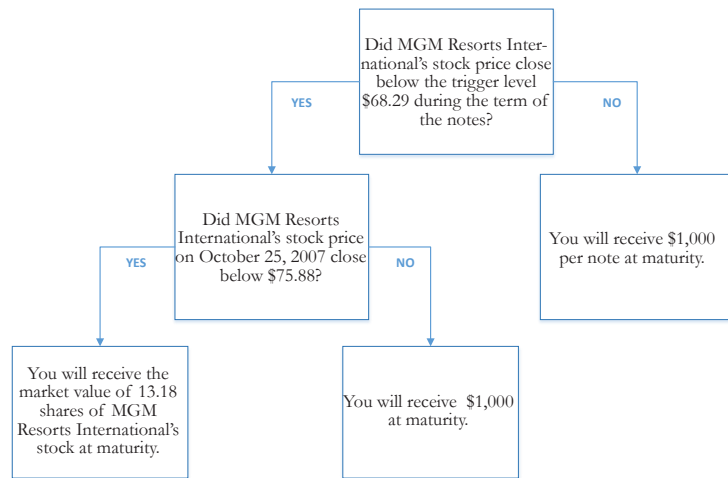 Did MGM Resorts Inter-
national's stock price close
below the trigger level
$68.29 during the term of
the notes?
YES
NO
Did MGM Resorts
International's stock price
on October 25, 2007 close
below $75.88?
You will receive $1,000
per note at maturity.
YES
NO
You will receive the
market value of 13.18
shares of MGM
Resorts International's
stock at maturity.
You will receive $1,000
at maturity.